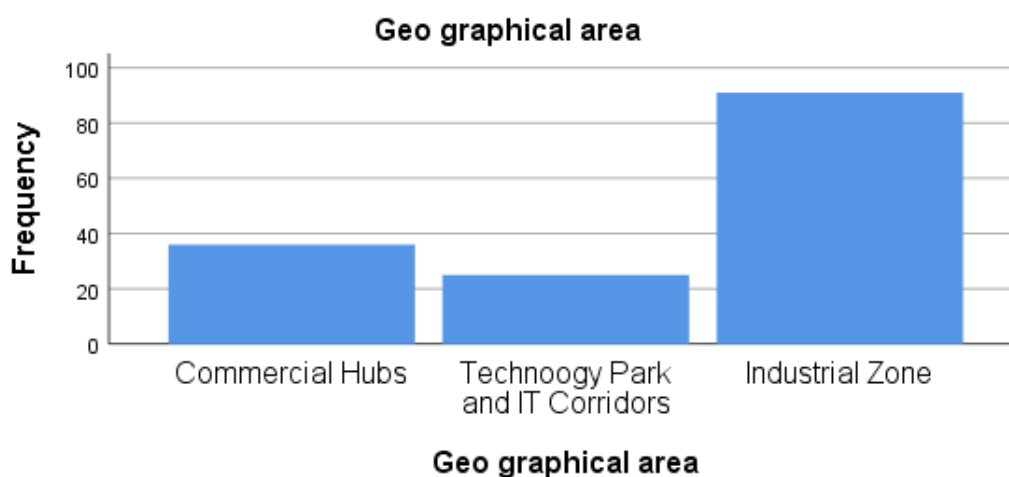 Geo graphical area
Frequency
100
80
60
40
20
0
Commercial Hubs
Technoogy Park
and IT Corridors
Industrial Zone
Geo graphical area